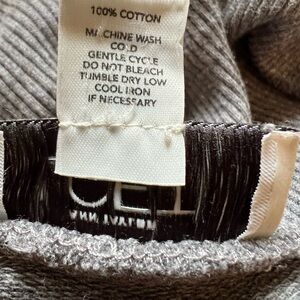 100% COTTON
MACHINE WASH
COLD
GENTLE CYCLE
DO NOT BLEACH
TUMBLE DRY LOW
COOL IRON
IF NECESSARY